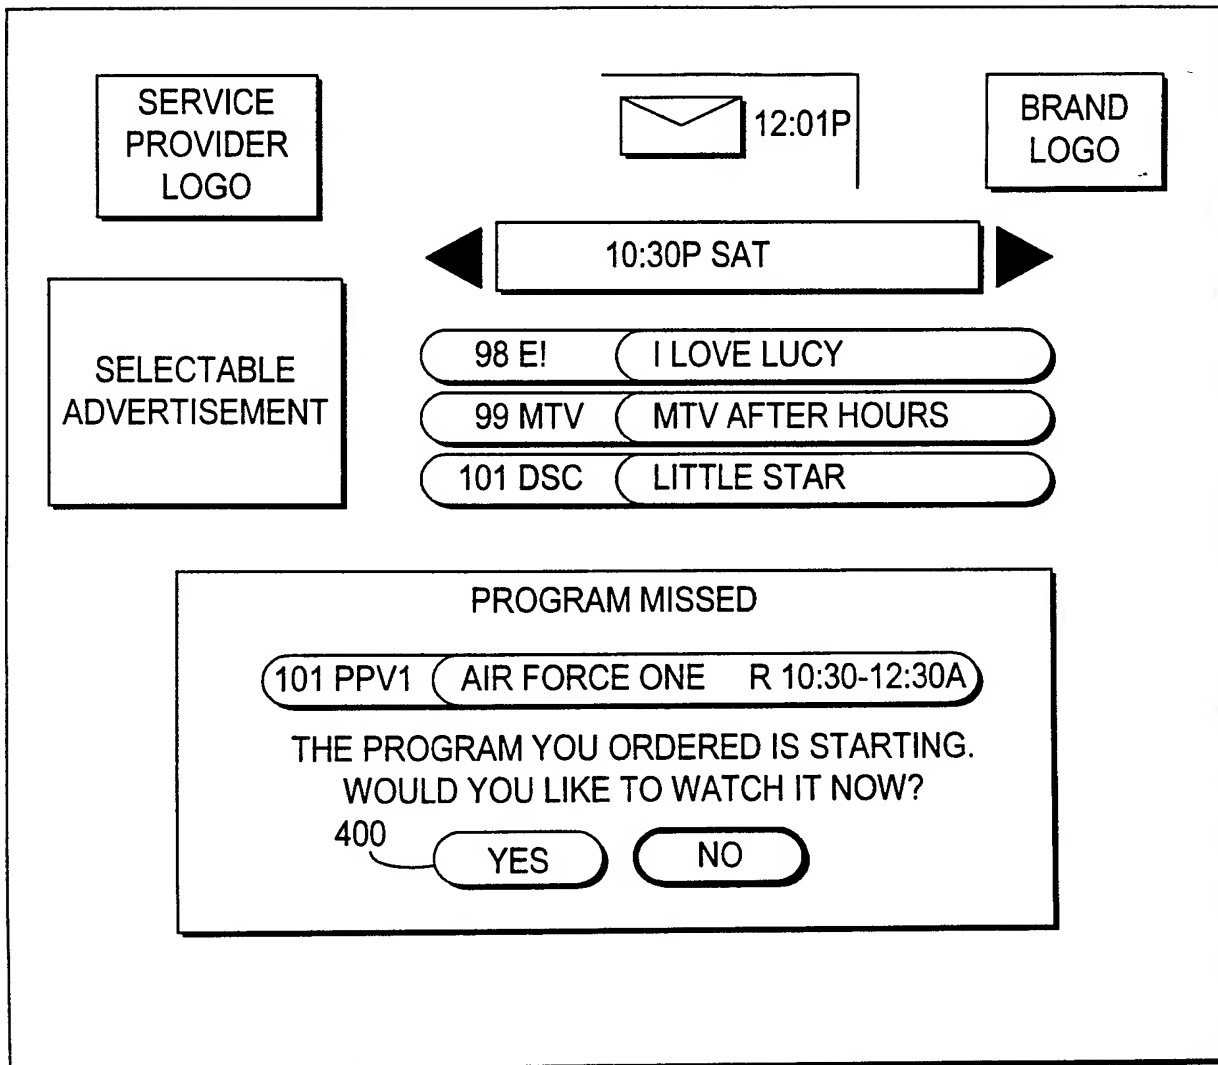 SERVICE
PROVIDER
LOGO
12:01P
BRAND
LOGO
10:30P SAT
SELECTABLE
ADVERTISEMENT
98 E! I LOVE LUCY
99 MTV MTV AFTER HOURS
101 DSC LITTLE STAR
PROGRAM MISSED
101 PPV1 AIR FORCE ONE R 10:30-12:30A
THE PROGRAM YOU ORDERED IS STARTING.
WOULD YOU LIKE TO WATCH IT NOW?
400
YES NO